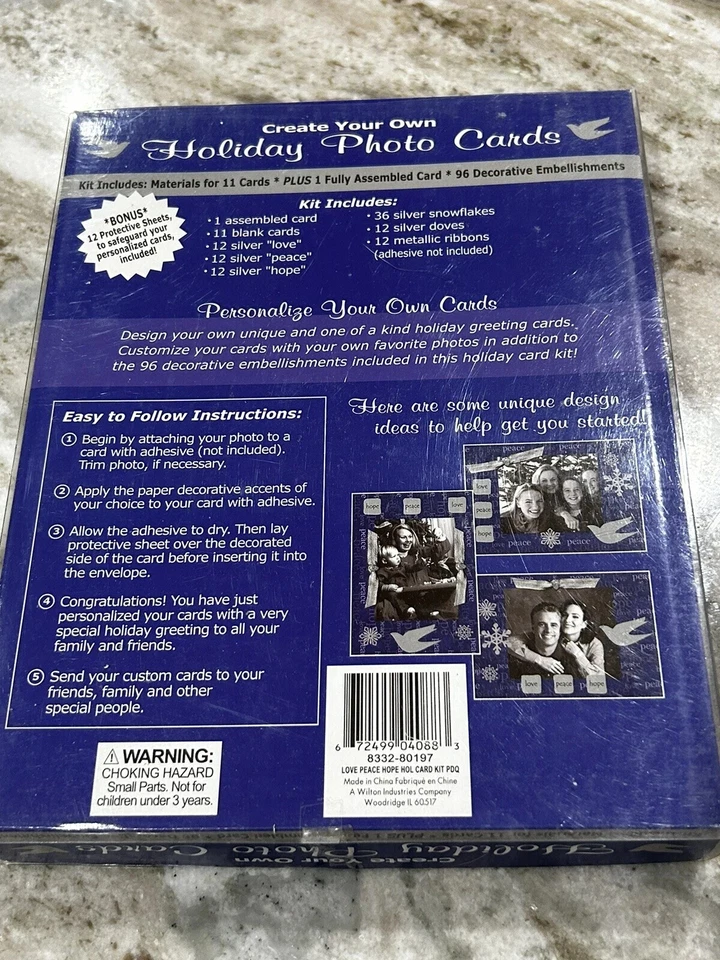 Create Your Own
Holiday Photo Cards
Kit Includes: Materials for 11 Cards * PLUS 1 Fully Assembled Card * 96 Decorative Embellishments
*BONUS*
12 Protective Sheets,
to safeguard your
personalized cards,
included!
Kit Includes:
• 1 assembled card
• 11 blank cards
• 12 silver "love"
• 12 silver "peace"
• 12 silver "hope"
• 36 silver snowflakes
• 12 silver doves
• 12 metallic ribbons
(adhesive not included)
Personalize Your Own Cards
Design your own unique and one of a kind holiday greeting cards.
Customize your cards with your own favorite photos in addition to
the 96 decorative embellishments included in this holiday card kit!
Easy to Follow Instructions:
1 Begin by attaching your photo to a
card with adhesive (not included).
Trim photo, if necessary.
2 Apply the paper decorative accents of
your choice to your card with adhesive.
3 Allow the adhesive to dry. Then lay
protective sheet over the decorated
side of the card before inserting it into
the envelope.
4 Congratulations! You have just
personalized your cards with a very
special holiday greeting to all your
family and friends.
5 Send your custom cards to your
friends, family and other
special people.
Here are some unique design
ideas to help get you started!
peace
peace
love
peace
hope
peace
peace
hope
peace
love
peace
peace
peace
peace
love
peace
hope
⚠ WARNING:
CHOKING HAZARD
Small Parts. Not for
children under 3 years.
6 72499 04088 3
8332-80197
LOVE PEACE HOPE HOL CARD KIT PDQ
Made in China Fabriqué en Chine
A Wilton Industries Company
Woodridge IL 60517
Create Your Own
Holiday Photo Cards